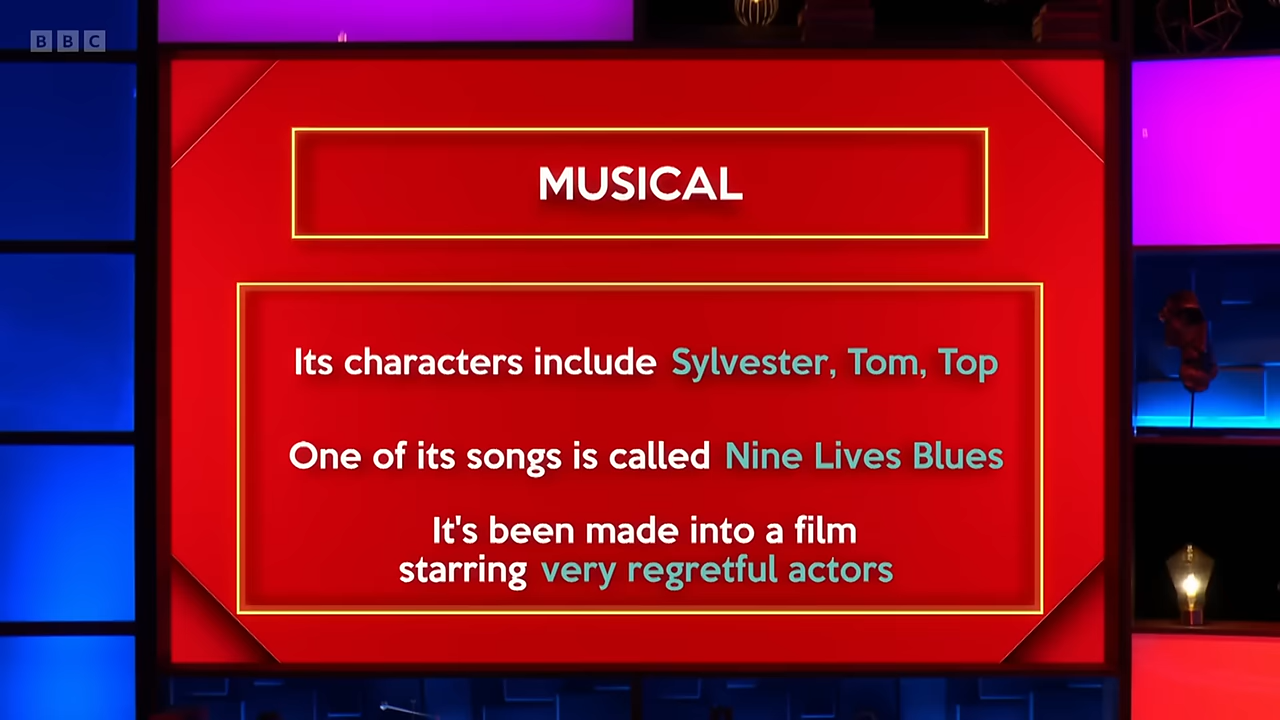 BBC
MUSICAL
Its characters include Sylvester, Tom, Top
One of its songs is called Nine Lives Blues
It's been made into a film
starring very regretful actors